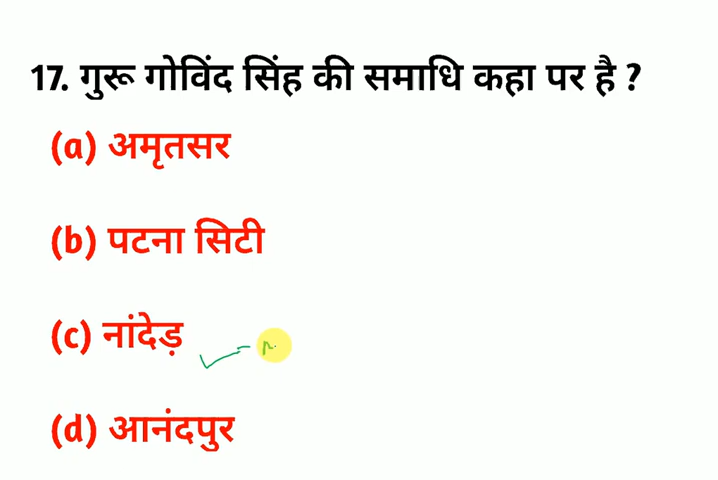 17. गुरू गोविंद सिंह की समाधि कहा पर है ?
(a) अमृतसर
(b) पटना सिटी
(c) नांदेड़
(d) आनंदपुर